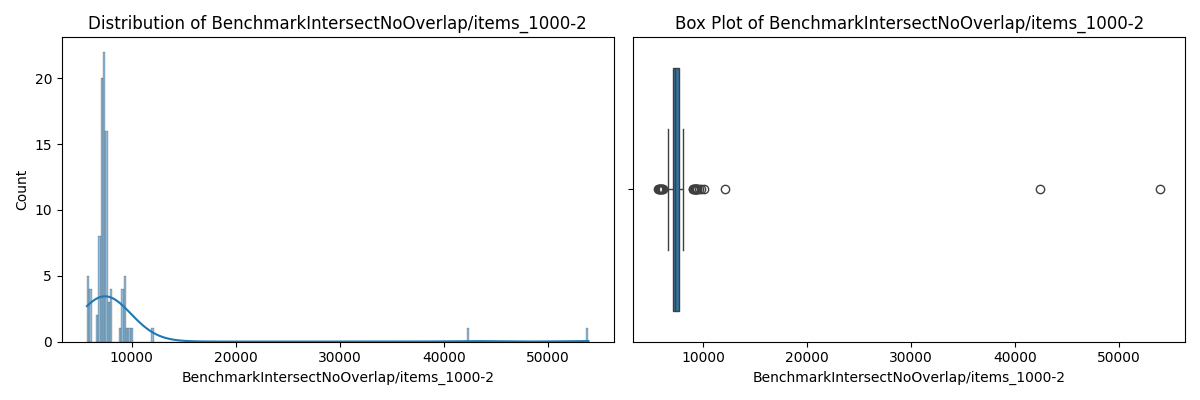 Distribution of BenchmarkIntersectNoOverlap/items_1000-2
Count
20
15
10
5
0
10000 20000 30000 40000 50000
BenchmarkIntersectNoOverlap/items_1000-2
Box Plot of BenchmarkIntersectNoOverlap/items_1000-2
10000 20000 30000 40000 50000
BenchmarkIntersectNoOverlap/items_1000-2